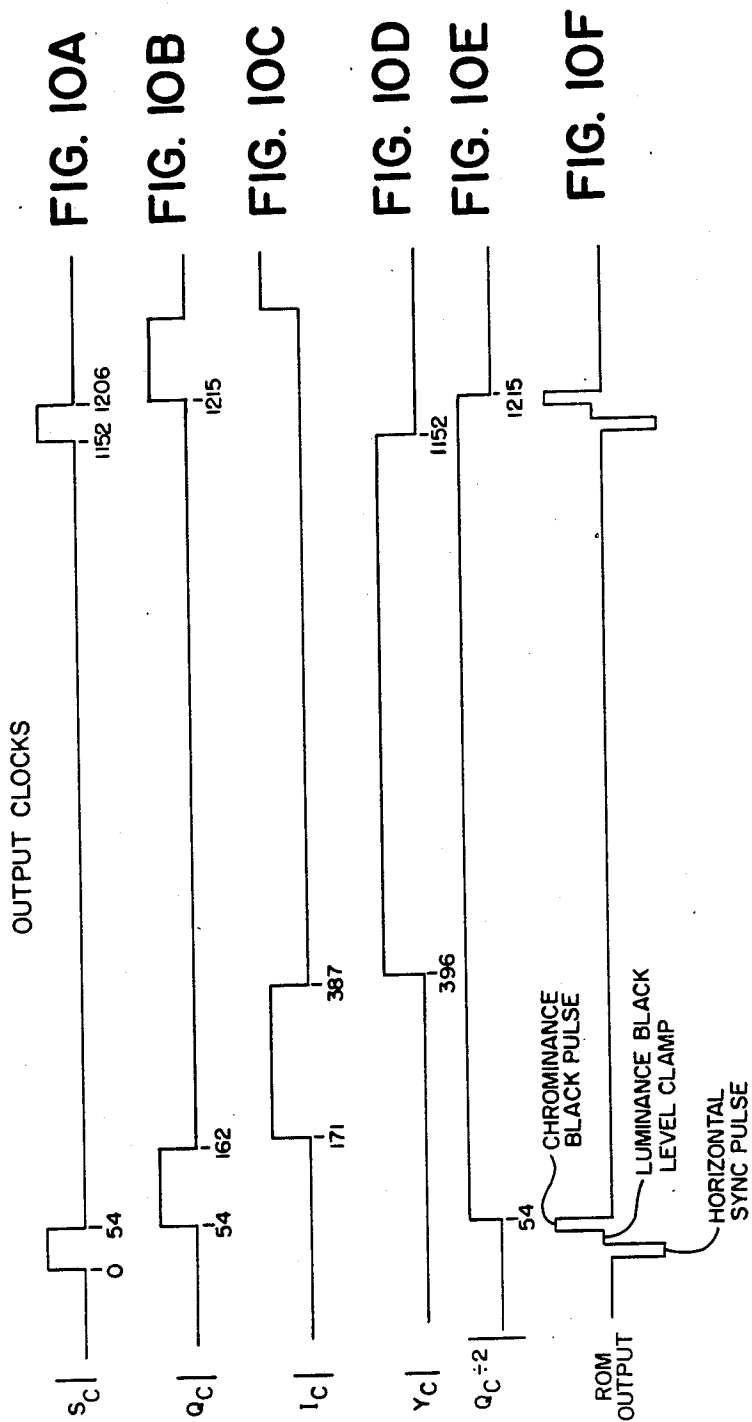 OUTPUT CLOCKS
S_C
0
54
1152
1206
FIG. 10A
Q_C
54
162
1215
FIG. 10B
I_C
171
387
FIG. 10C
Y_C
396
1152
FIG. 10D
Q_C ÷2
54
1215
FIG. 10E
ROM
OUTPUT
CHROMINANCE
BLACK PULSE
LUMINANCE BLACK
LEVEL CLAMP
HORIZONTAL
SYNC PULSE
FIG. 10F